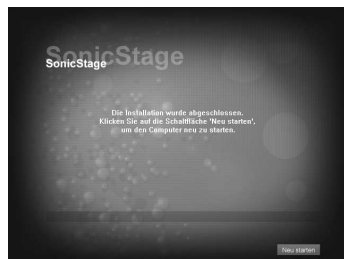 SonicStage
SonicStage
Die Installation wurde abgeschlossen.
Klicken Sie auf die Schaltfläche 'Neu starten',
um den Computer neu zu starten.
Neu starten